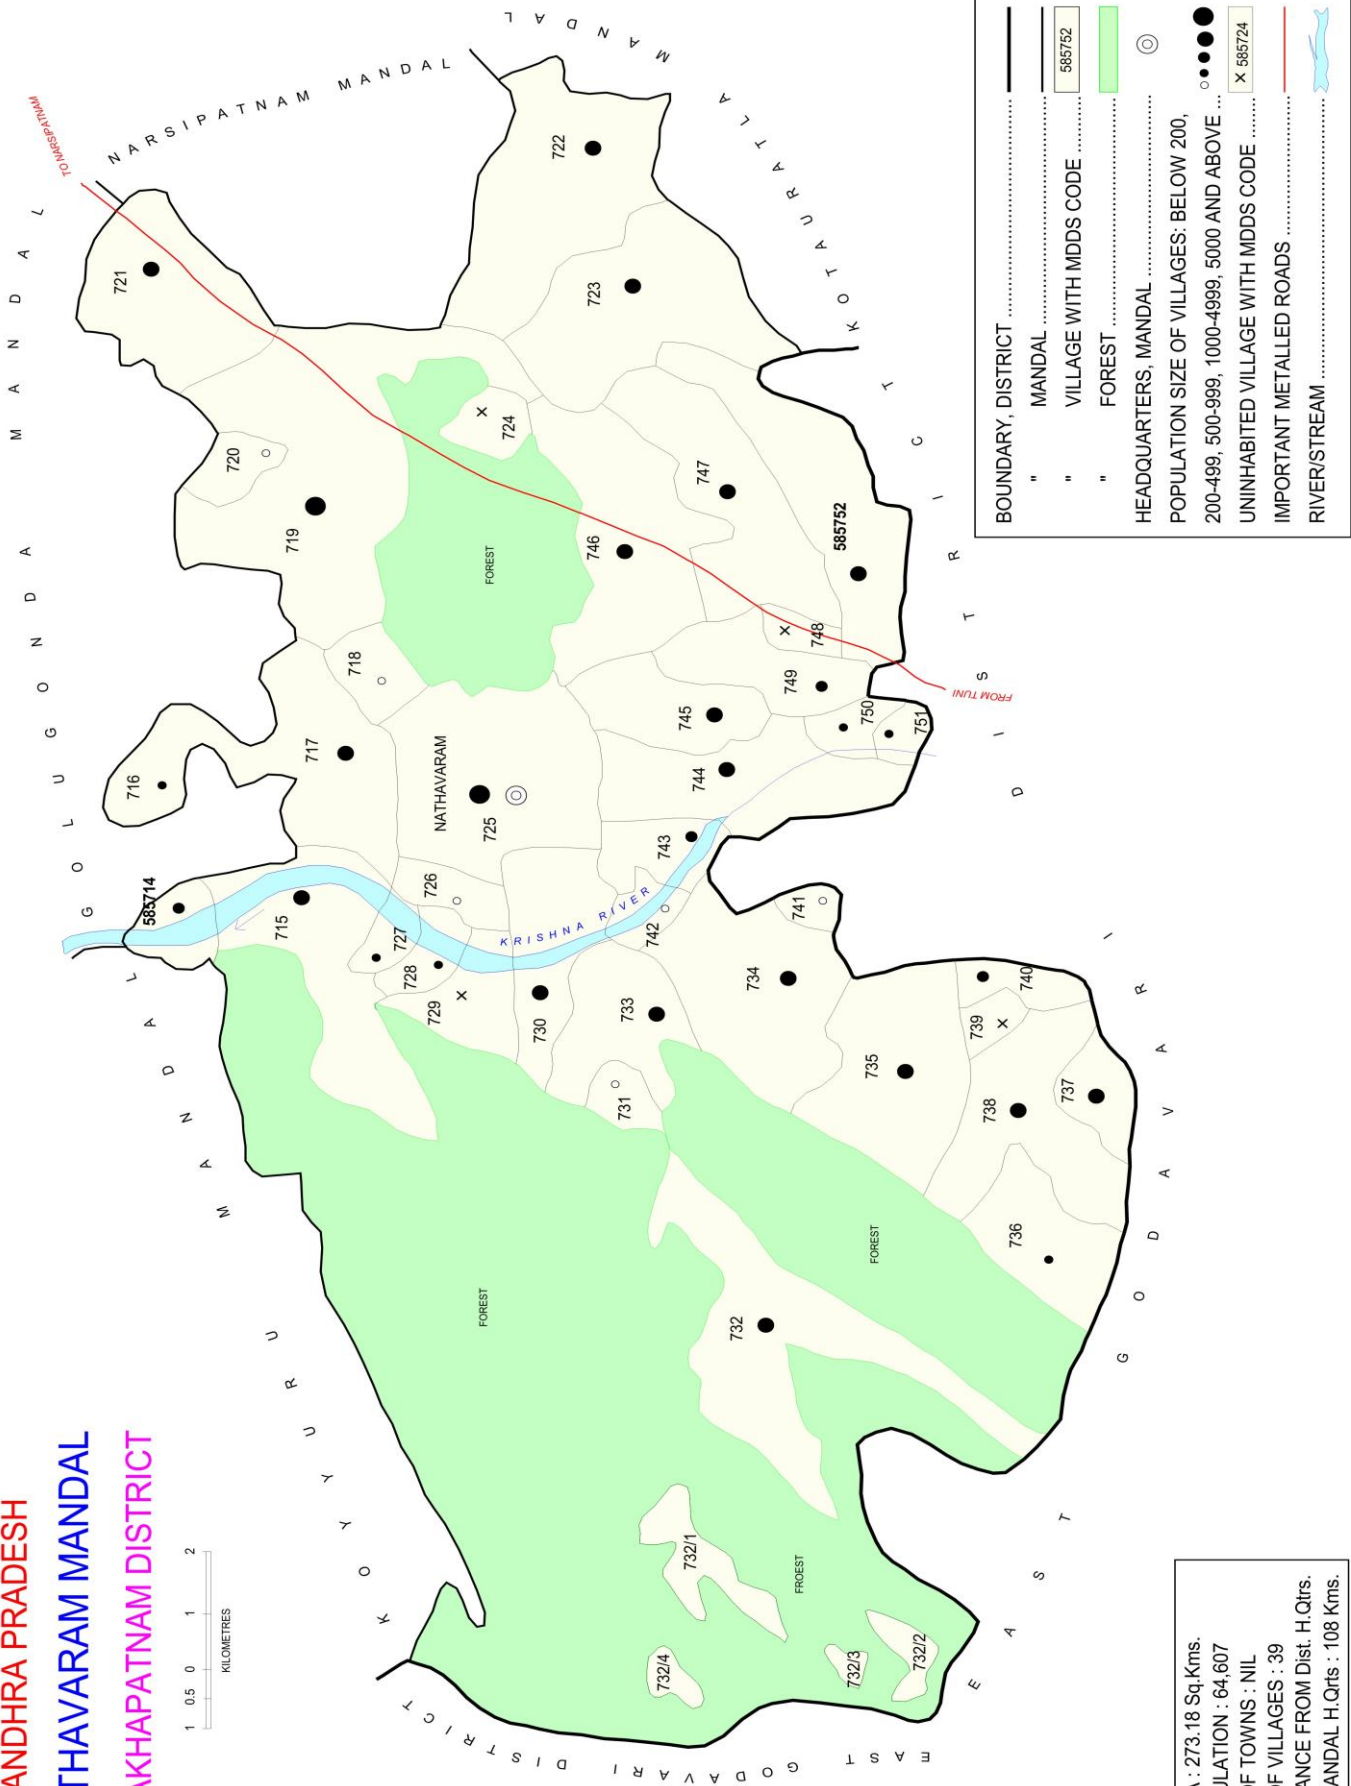 ANDHRA PRADESH
THAVARAM MANDAL
AKHAPATNAM DISTRICT
1 0.5 0 1 2
KILOMETRES
GOLUGONDA MANDAL
KOYYURU MANDAL
NARSIPATNAM MANDAL
KOTAURATLA MANDAL
EAST GODAVARI DISTRICT
EAST GODAVARI DISTRICT
TO NARSIPATNAM
FROM TUNI
585714
715
716
717
718
719
720
721
722
723
724
NATHAVARAM
725
726
727
728
729
730
731
732
732/1
732/2
732/3
732/4
733
734
735
736
737
738
739
740
741
742
743
744
745
746
747
748
749
750
751
585752
KRISHNA RIVER
FOREST
FOREST
FOREST
FROEST
BOUNDARY, DISTRICT
" MANDAL
" VILLAGE WITH MDDS CODE 585752
" FOREST
HEADQUARTERS, MANDAL
POPULATION SIZE OF VILLAGES: BELOW 200,
200-499, 500-999, 1000-4999, 5000 AND ABOVE
UNINHABITED VILLAGE WITH MDDS CODE × 585724
IMPORTANT METALLED ROADS
RIVER/STREAM
: 273.18 Sq.Kms.
ULATION : 64,607
OF TOWNS : NIL
OF VILLAGES : 39
ANCE FROM Dist. H.Qtrs.
ANDAL H.Qrts : 108 Kms.